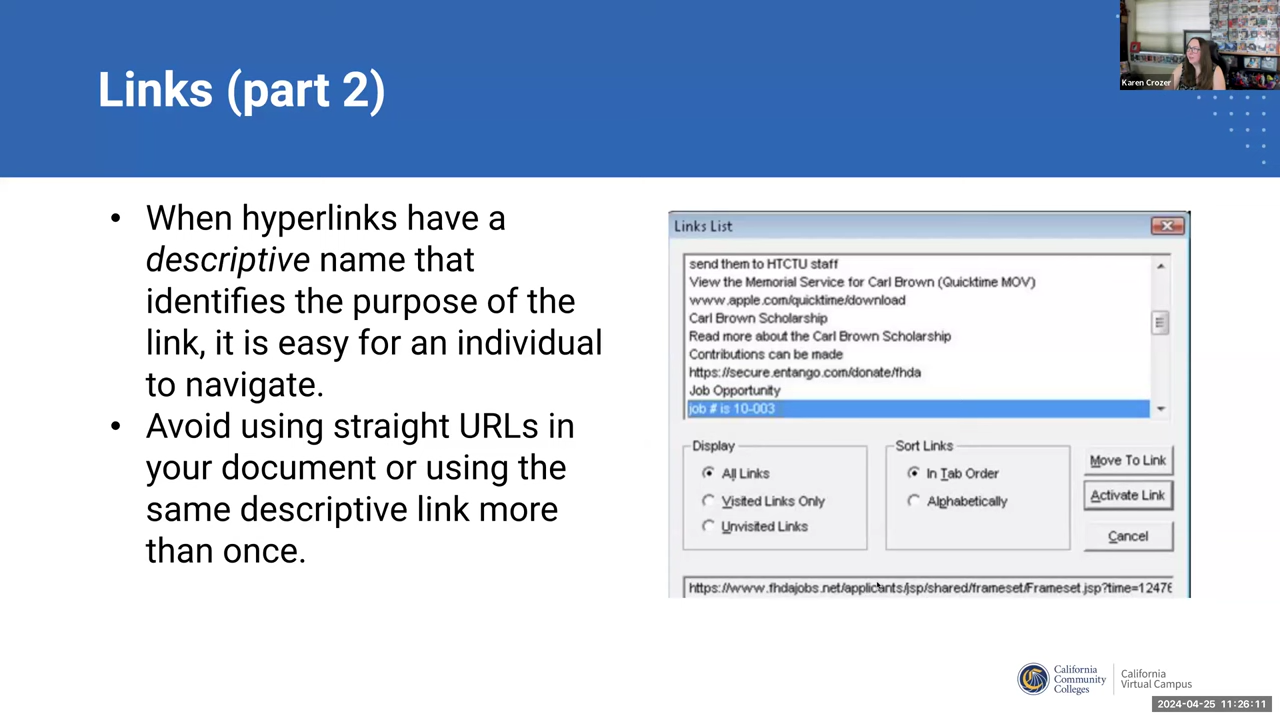 Links (part 2)
Karen Crozer
• When hyperlinks have a
descriptive name that
identifies the purpose of the
link, it is easy for an individual
to navigate.
• Avoid using straight URLs in
your document or using the
same descriptive link more
than once.
Links List
send them to HTCTU staff
View the Memorial Service for Carl Brown (Quicktime MOV)
www.apple.com/quicktime/download
Carl Brown Scholarship
Read more about the Carl Brown Scholarship
Contributions can be made
https://secure.entango.com/donate/fhda
Job Opportunity
job # is 10-003
Display
All Links
Visited Links Only
Unvisited Links
Sort Links
In Tab Order
Alphabetically
Move To Link
Activate Link
Cancel
https://www.fhdajobs.net/applicants/jsp/shared/frameset/Frameset.jsp?time=12476
California
Community
Colleges
California
Virtual Campus
2024-04-25 11:26:11